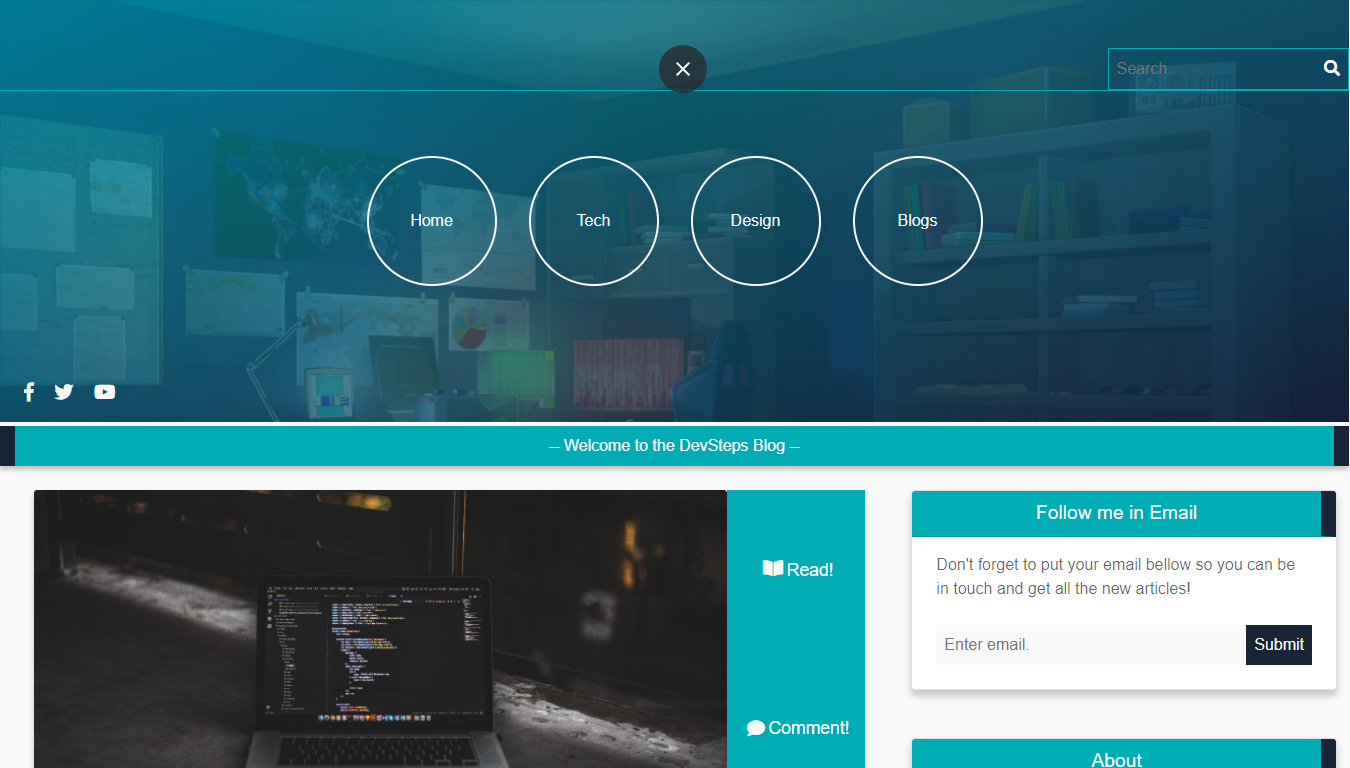 Search..
Home
Tech
Design
Blogs
-- Welcome to the DevSteps Blog --
Read!
Comment!
Follow me in Email
Don't forget to put your email bellow so you can be
in touch and get all the new articles!
Enter email.
Submit
About